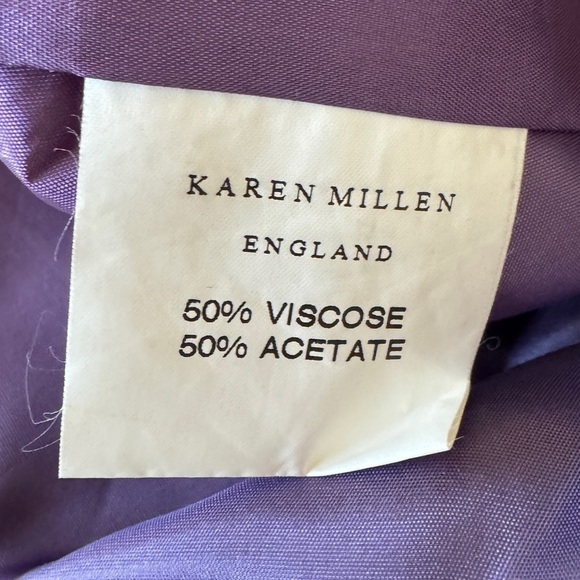 KAREN MILLEN
ENGLAND
50% VISCOSE
50% ACETATE